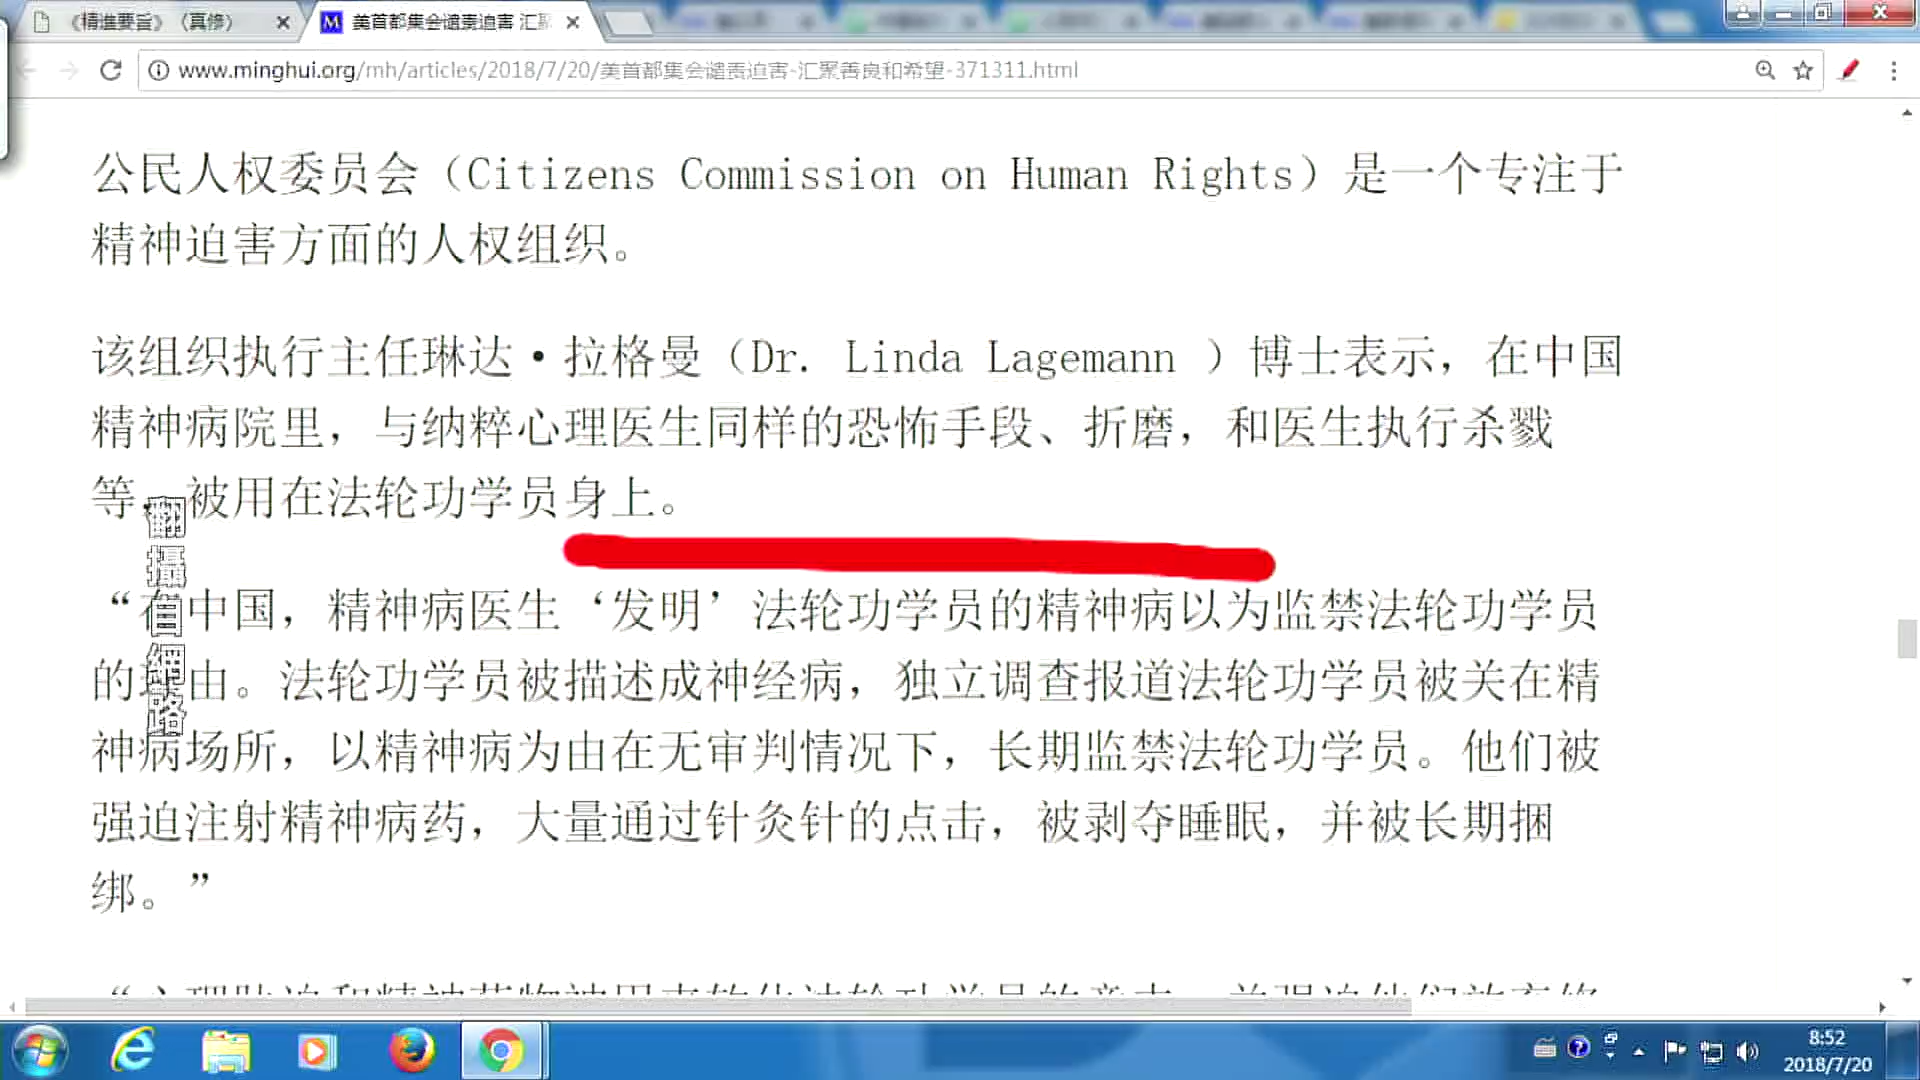 《精進要旨》（真修）
美首都集会谴责迫害 汇聚
www.minghui.org/mh/articles/2018/7/20/美首都集会谴责迫害-汇聚善良和希望-371311.html
公民人权委员会（Citizens Commission on Human Rights）是一个专注于
精神迫害方面的人权组织。
该组织执行主任琳达·拉格曼（Dr. Linda Lagemann ）博士表示，在中国
精神病院里，与纳粹心理医生同样的恐怖手段、折磨，和医生执行杀戮
等，被用在法轮功学员身上。
“在中国，精神病医生‘发明’法轮功学员的精神病以为监禁法轮功学员
的理由。法轮功学员被描述成神经病，独立调查报道法轮功学员被关在精
神病场所，以精神病为由在无审判情况下，长期监禁法轮功学员。他们被
强迫注射精神病药，大量通过针灸针的点击，被剥夺睡眠，并被长期捆
绑。”
翻攝自網路
8:52
2018/7/20